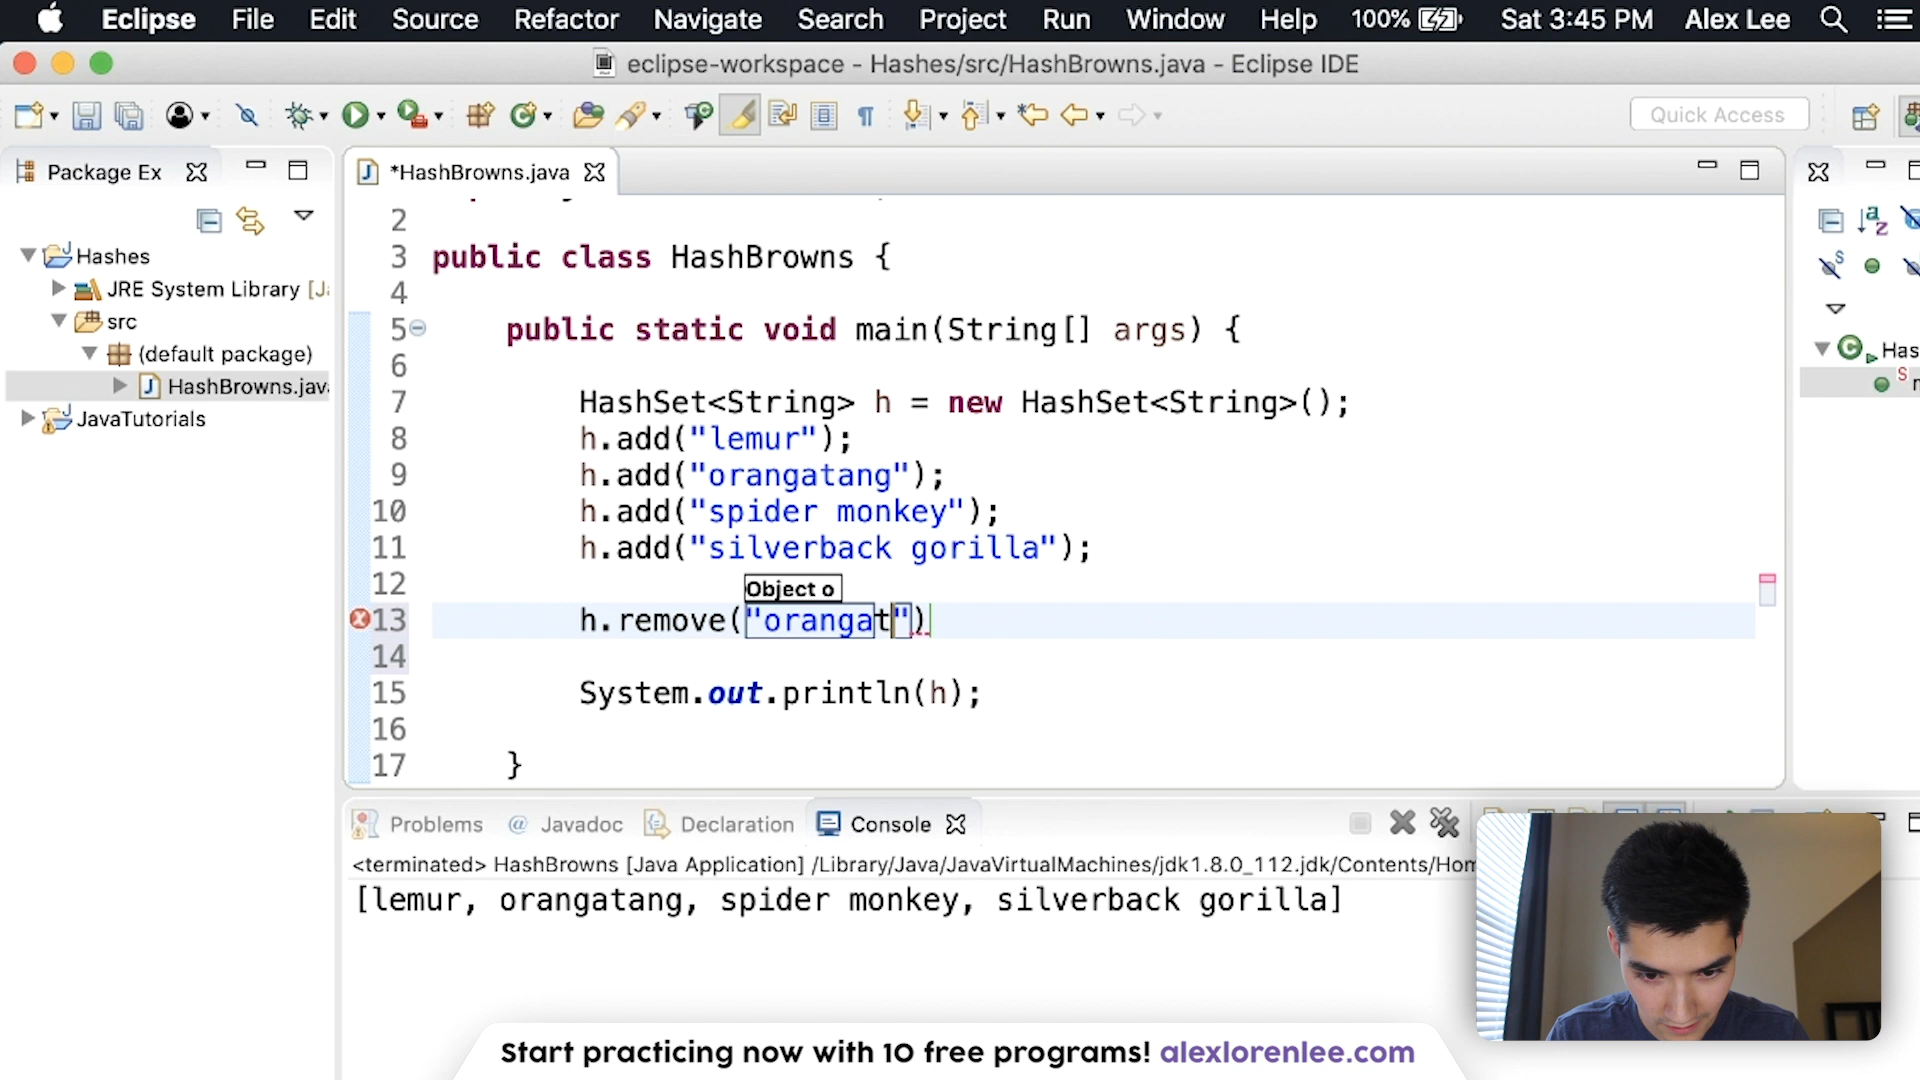 Eclipse File Edit Source Refactor Navigate Search Project Run Window Help 100% Sat 3:45 PM Alex Lee
eclipse-workspace - Hashes/src/HashBrowns.java - Eclipse IDE
Quick Access
Package Ex
*HashBrowns.java
Hashes
JRE System Library
src
(default package)
HashBrowns.jav
JavaTutorials
2
3 public class HashBrowns {
4
5 public static void main(String[] args) {
6
7 HashSet<String> h = new HashSet<String>();
8 h.add("lemur");
9 h.add("orangatang");
10 h.add("spider monkey");
11 h.add("silverback gorilla");
12
Object o
13 h.remove("orangat")
14
15 System.out.println(h);
16
17 }
Has
Problems @ Javadoc Declaration Console
<terminated> HashBrowns [Java Application] /Library/Java/JavaVirtualMachines/jdk1.8.0_112.jdk/Contents/Hom
[lemur, orangatang, spider monkey, silverback gorilla]
Start practicing now with 10 free programs! alexlorenlee.com